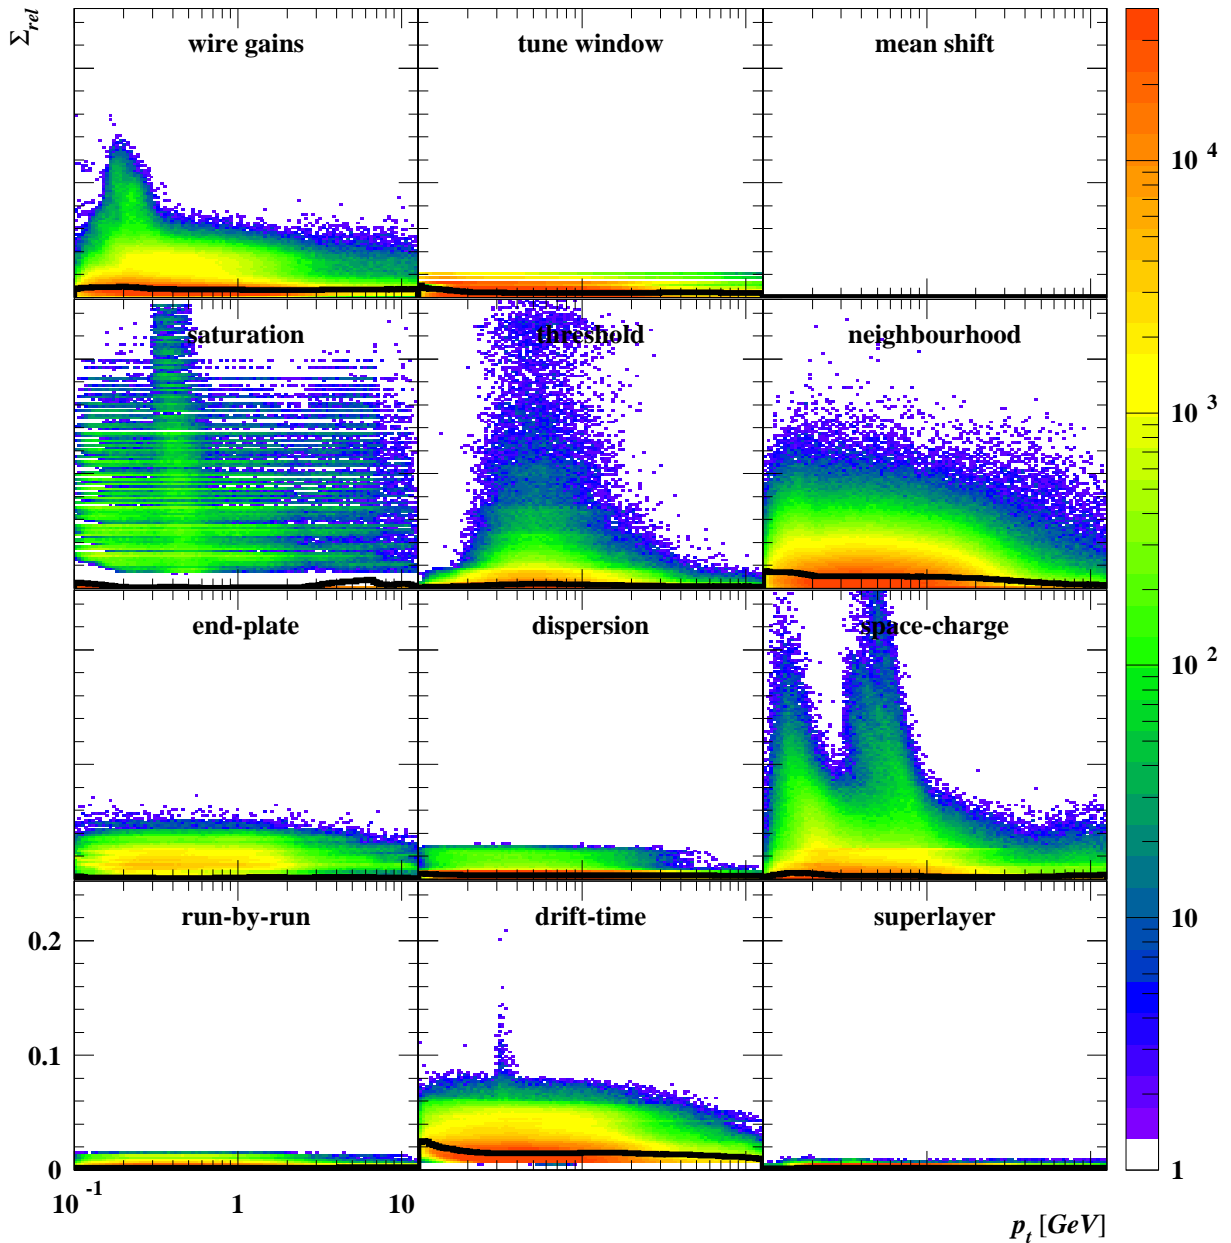 Σrel
wire gains
tune window
mean shift
10 4
saturation
threshold
neighbourhood
10 3
end-plate
dispersion
space-charge
10 2
run-by-run
drift-time
superlayer
10
0.2
0.1
0
1
10 -1
1
10
pt [GeV]